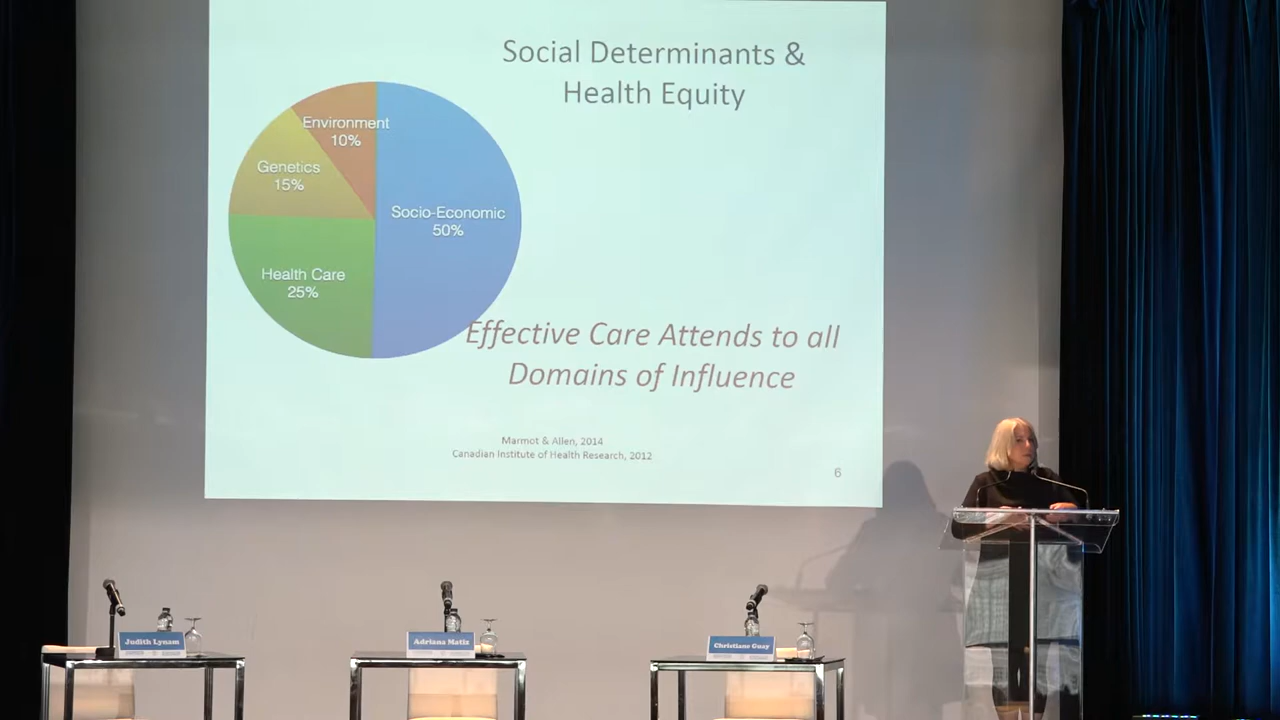 Social Determinants &
Health Equity
Environment
10%
Genetics
15%
Socio-Economic
50%
Health Care
25%
Effective Care Attends to all
Domains of Influence
Marmot & Allen, 2014
Canadian Institute of Health Research, 2012
6
Judith Lynam
Adriana Matiz
Christiane Guay